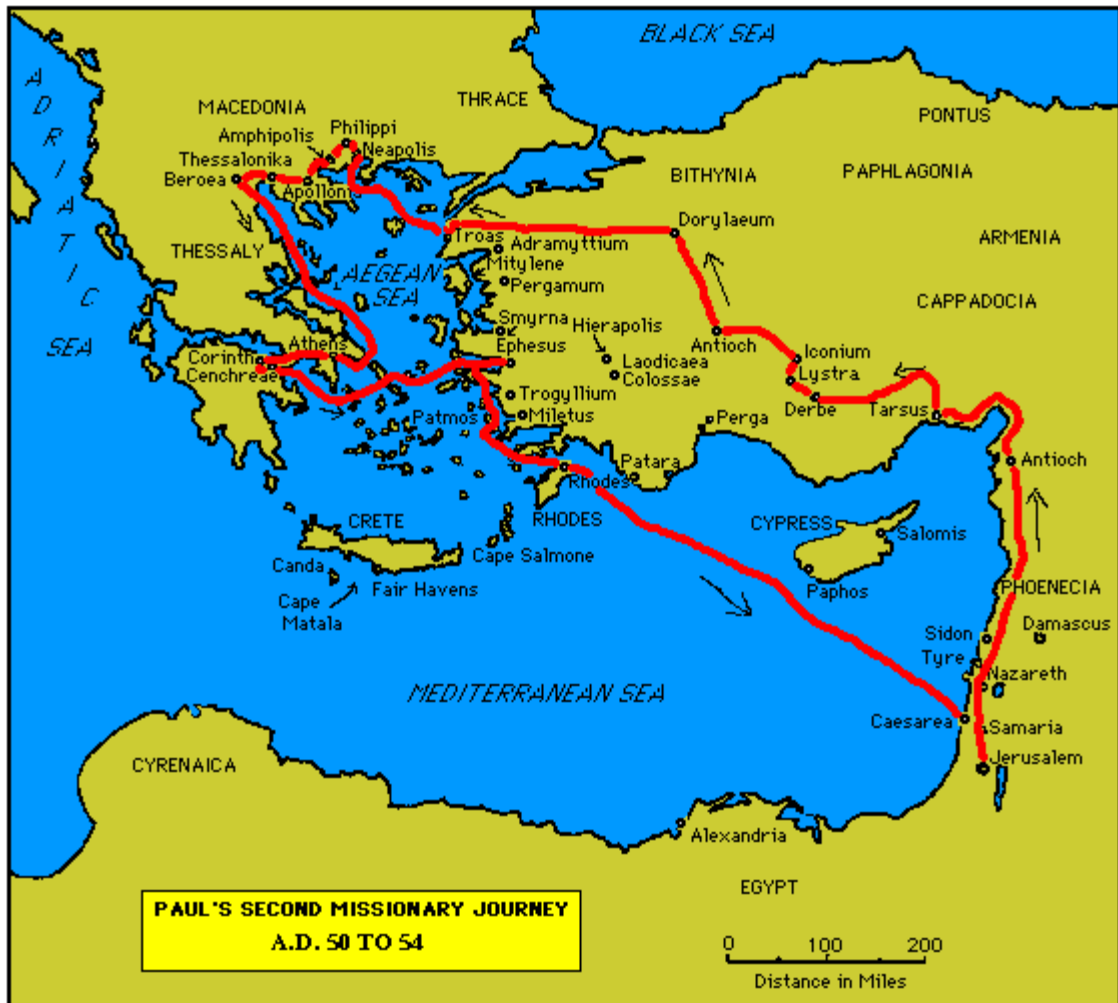 BLACK SEA
ADRIATIC SEA
MACEDONIA
THRACE
PONTUS
Philippi
Amphipolis
Neapolis
Thessalonika
Beroea
Apollonia
BITHYNIA
PAPHLAGONIA
Dorylaeum
ARMENIA
THESSALY
Troas
Adramyttium
Mitylene
AEGEAN
SEA
Pergamum
CAPPADOCIA
Smyrna
Hierapolis
Antioch
Athens
Ephesus
Iconium
Corinth
Laodicaea
Lystra
Cenchreae
Colossae
Trogyllium
Derbe
Tarsus
Patmos
Miletus
Perga
Patara
Antioch
Rhodes
CRETE
RHODES
CYPRESS
Salomis
Cape Salmone
Canda
Fair Havens
Paphos
PHOENECIA
Cape
Matala
Sidon
Damascus
Tyre
Nazareth
MEDITERRANEAN SEA
Caesarea
Samaria
Jerusalem
CYRENAICA
Alexandria
EGYPT
PAUL'S SECOND MISSIONARY JOURNEY
A.D. 50 TO 54
0 100 200
Distance in Miles